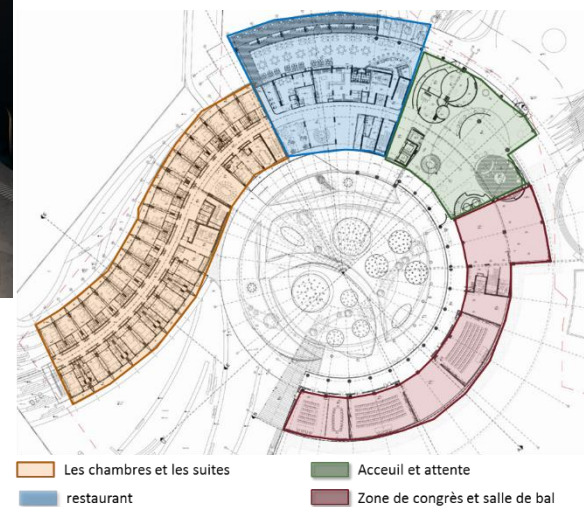 Les chambres et les suites
Acceuil et attente
restaurant
Zone de congrès et salle de bal